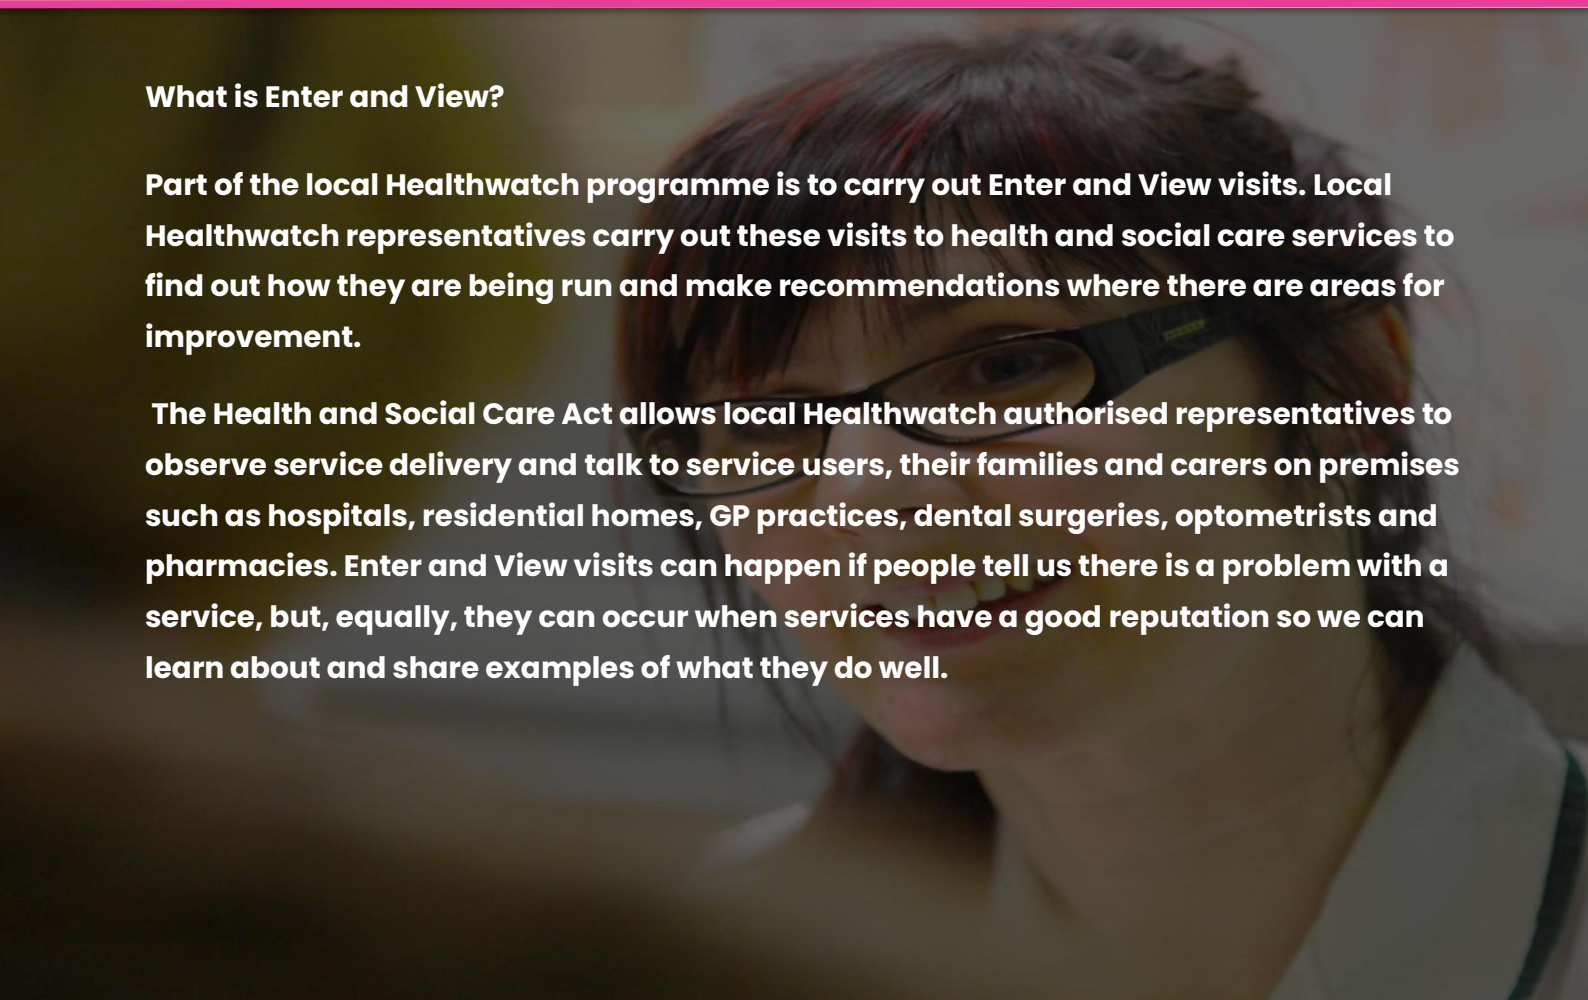 What is Enter and View?
Part of the local Healthwatch programme is to carry out Enter and View visits. Local
Healthwatch representatives carry out these visits to health and social care services to
find out how they are being run and make recommendations where there are areas for
improvement.
The Health and Social Care Act allows local Healthwatch authorised representatives to
observe service delivery and talk to service users, their families and carers on premises
such as hospitals, residential homes, GP practices, dental surgeries, optometrists and
pharmacies. Enter and View visits can happen if people tell us there is a problem with a
service, but, equally, they can occur when services have a good reputation so we can
learn about and share examples of what they do well.